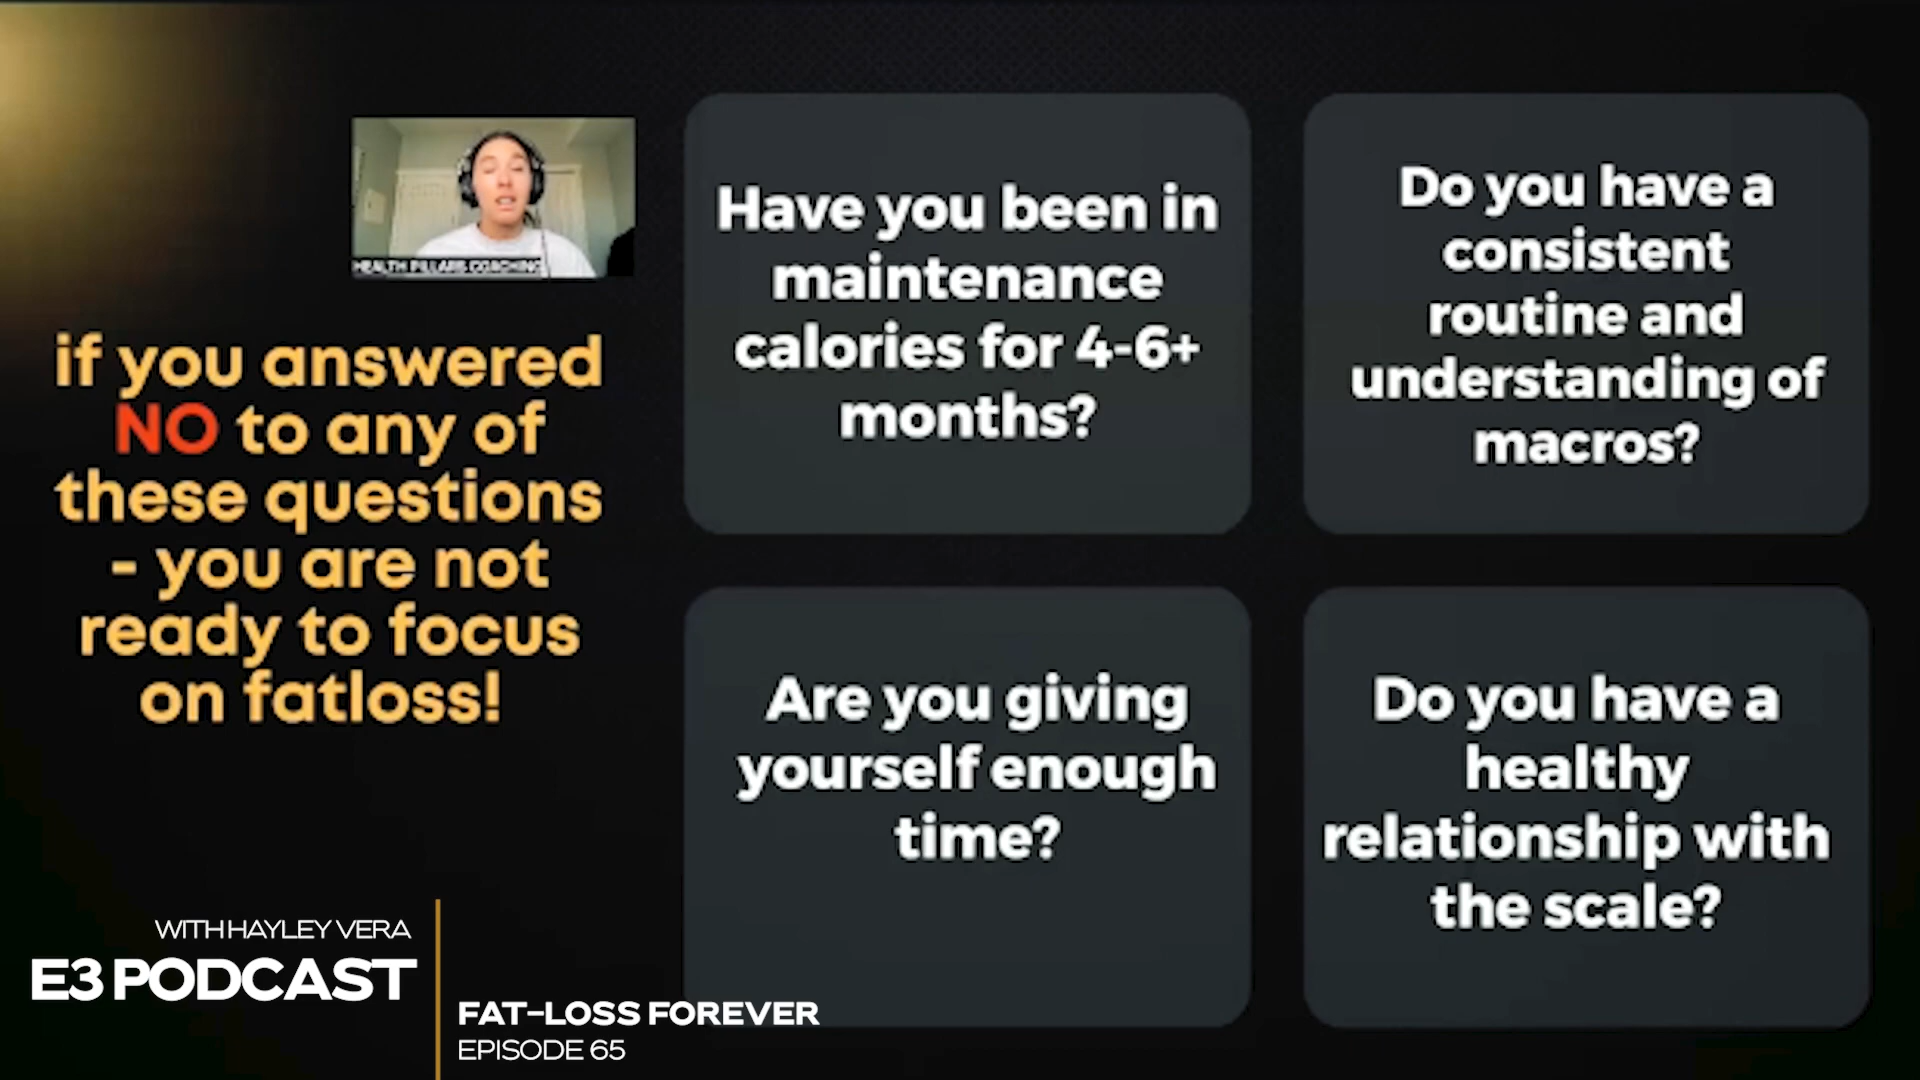 HEALTH PILLARS COACHING
if you answered
NO to any of
these questions
- you are not
ready to focus
on fatloss!
Have you been in
maintenance
calories for 4-6+
months?
Do you have a
consistent
routine and
understanding of
macros?
Are you giving
yourself enough
time?
Do you have a
healthy
relationship with
the scale?
WITH HAYLEY VERA
E3 PODCAST
FAT-LOSS FOREVER
EPISODE 65